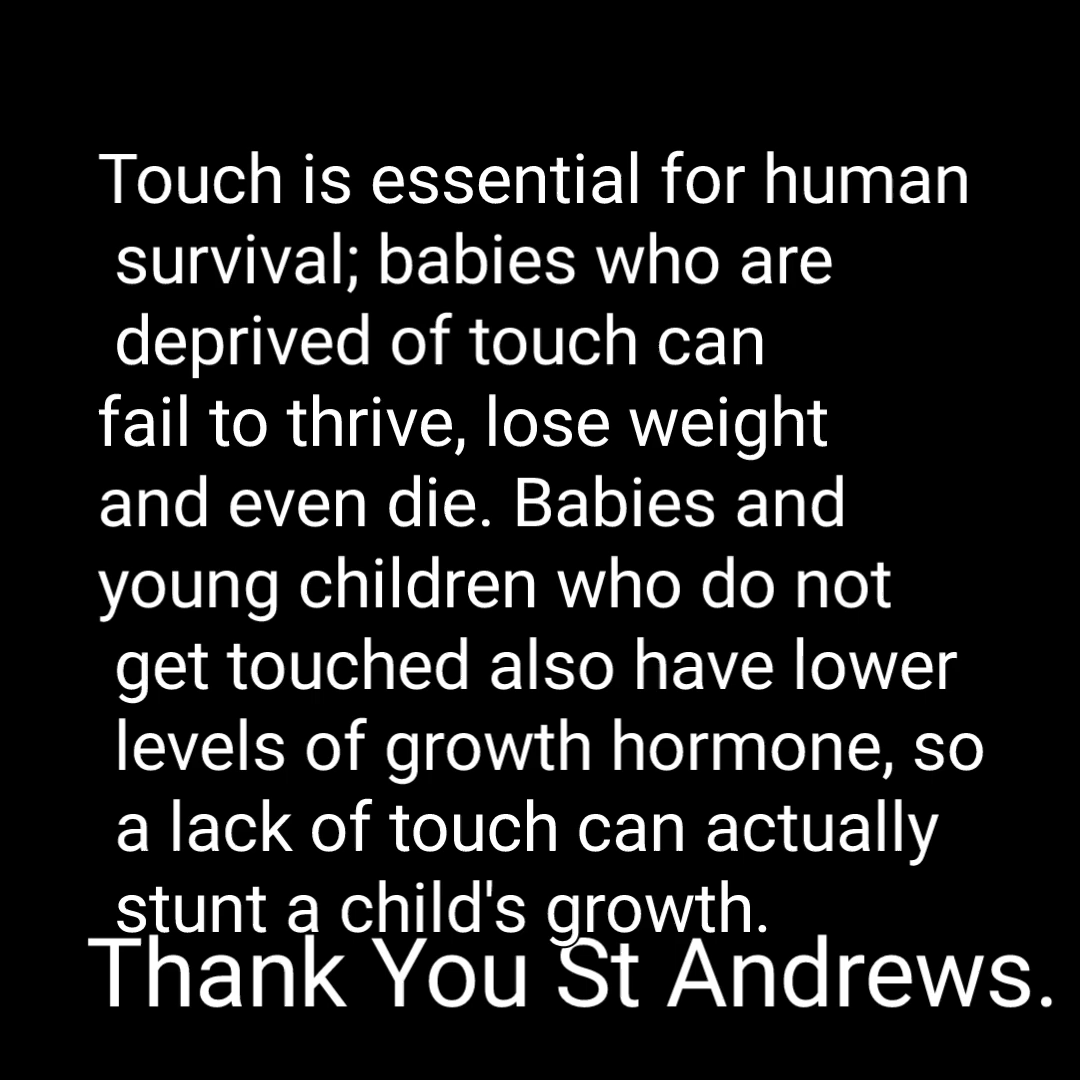 Touch is essential for human
survival; babies who are
deprived of touch can
fail to thrive, lose weight
and even die. Babies and
young children who do not
get touched also have lower
levels of growth hormone, so
a lack of touch can actually
stunt a child's growth.
Thank You St Andrews.